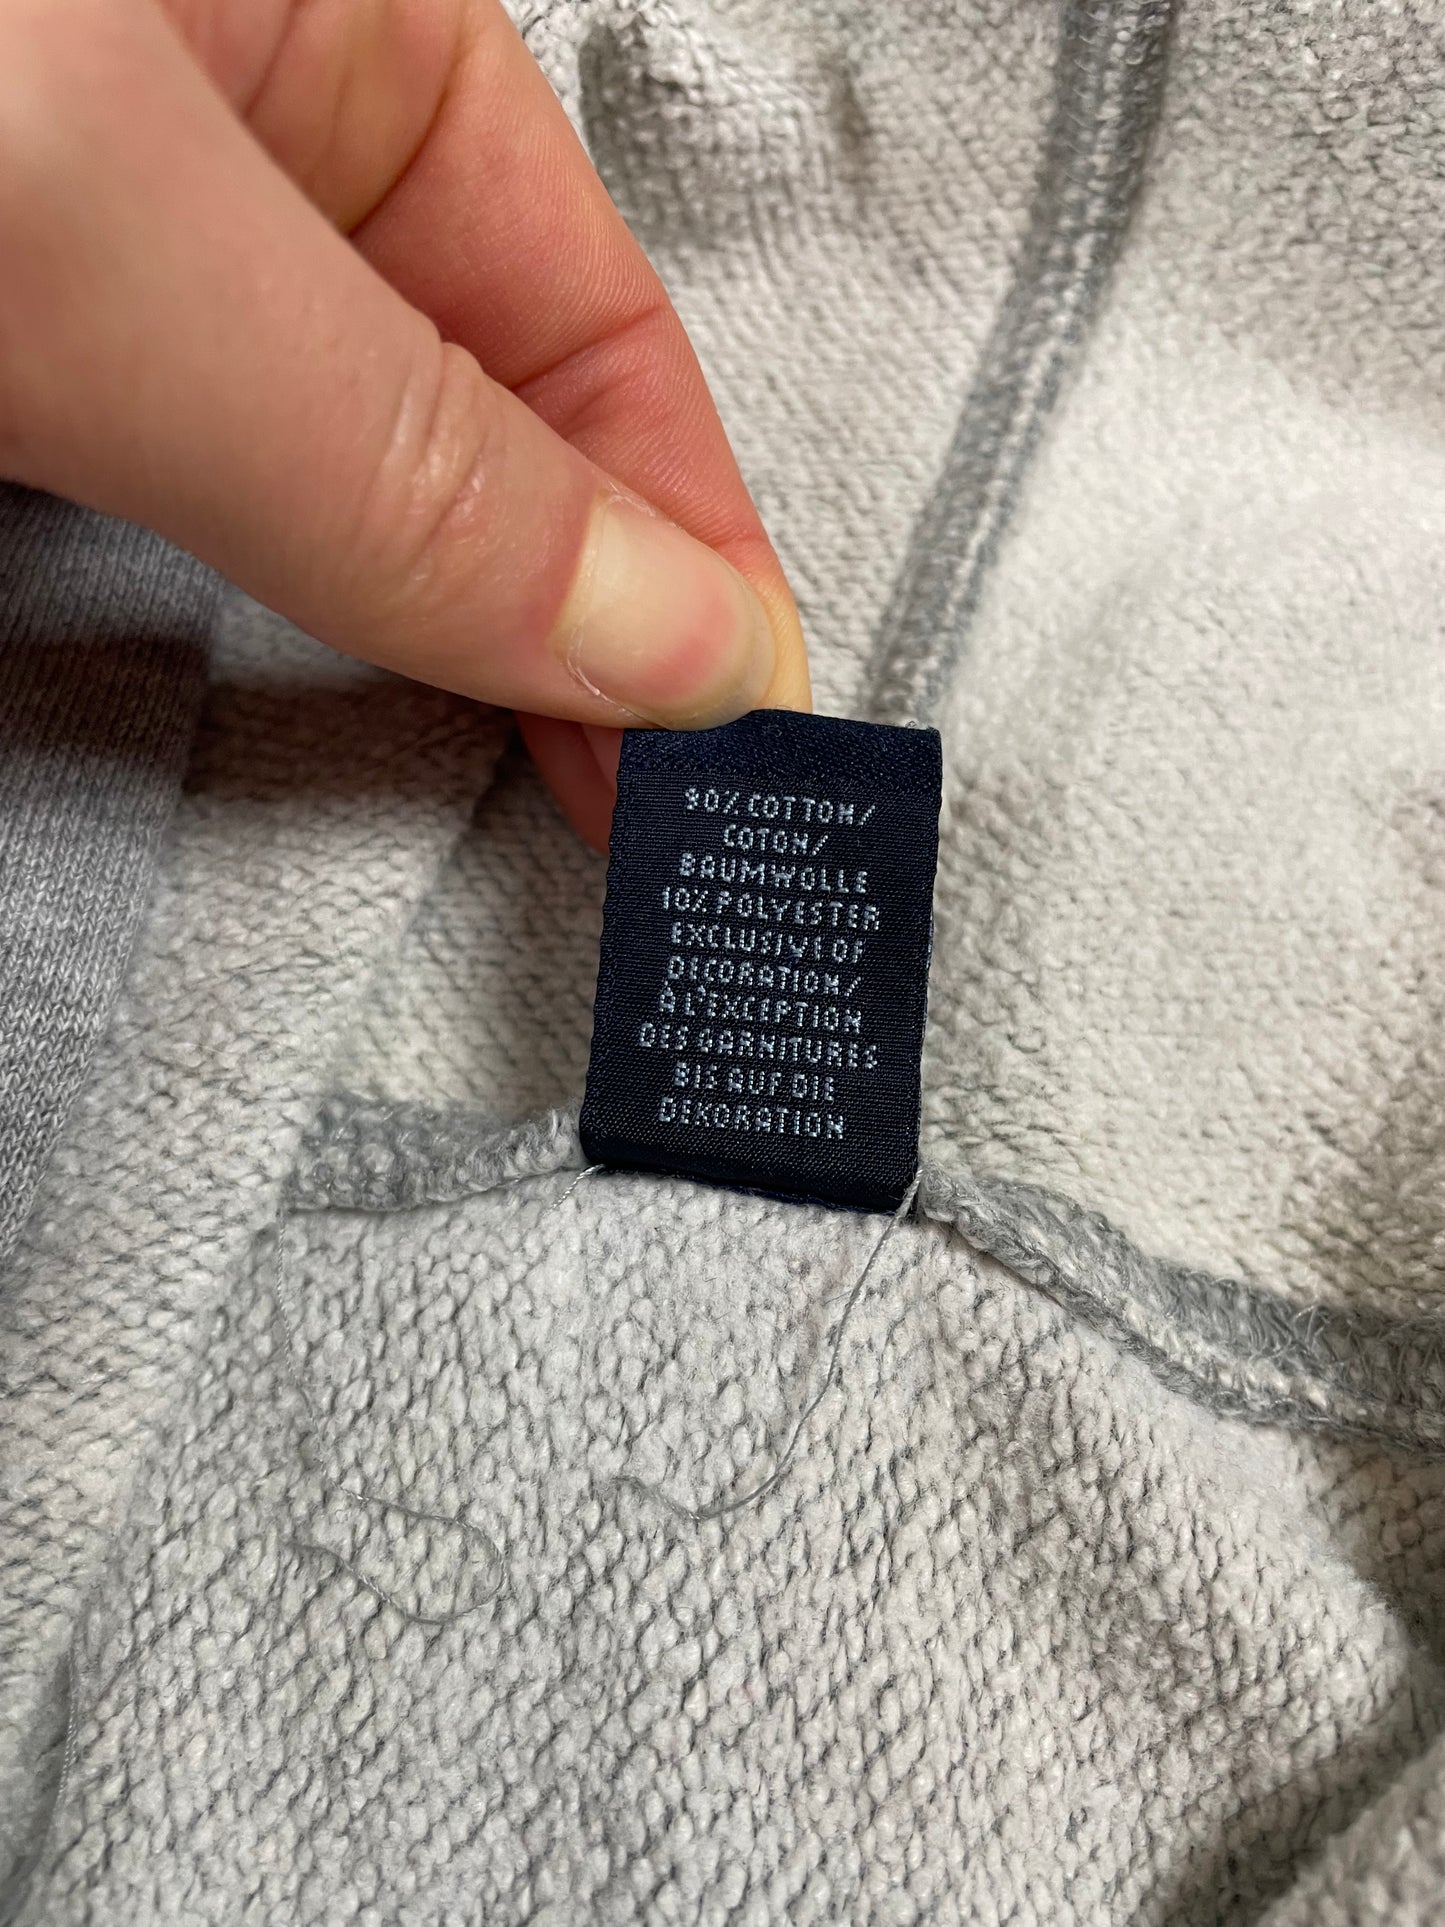 90% COTTON/
COTON/
BAUMWOLLE
10% POLYESTER
EXCLUSIVE OF
DECORATION/
À L'EXCEPTION
DES GARNITURES
BIS AUF DIE
DEKORATION